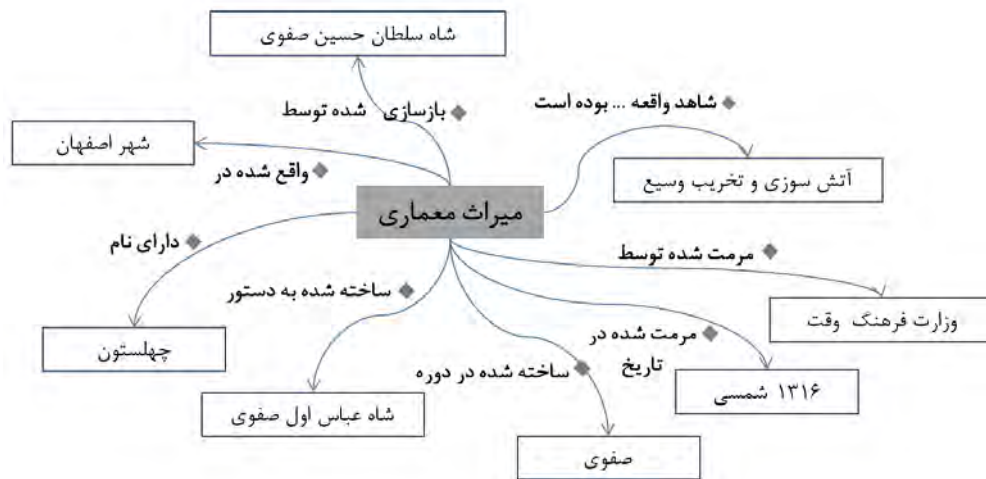 شاه سلطان حسین صفوی
شاهد واقعه ... بوده است
بازسازی شده توسط
شهر اصفهان
واقع شده در
آتش سوزی و تخریب وسیع
میراث معماری
دارای نام
مرمت شده توسط
ساخته شده به دستور
وزارت فرهنگ وقت
چهلستون
مرمت شده در
تاریخ
ساخته شده در دوره
۱۳۱۶ شمسی
شاه عباس اول صفوی
صفوی